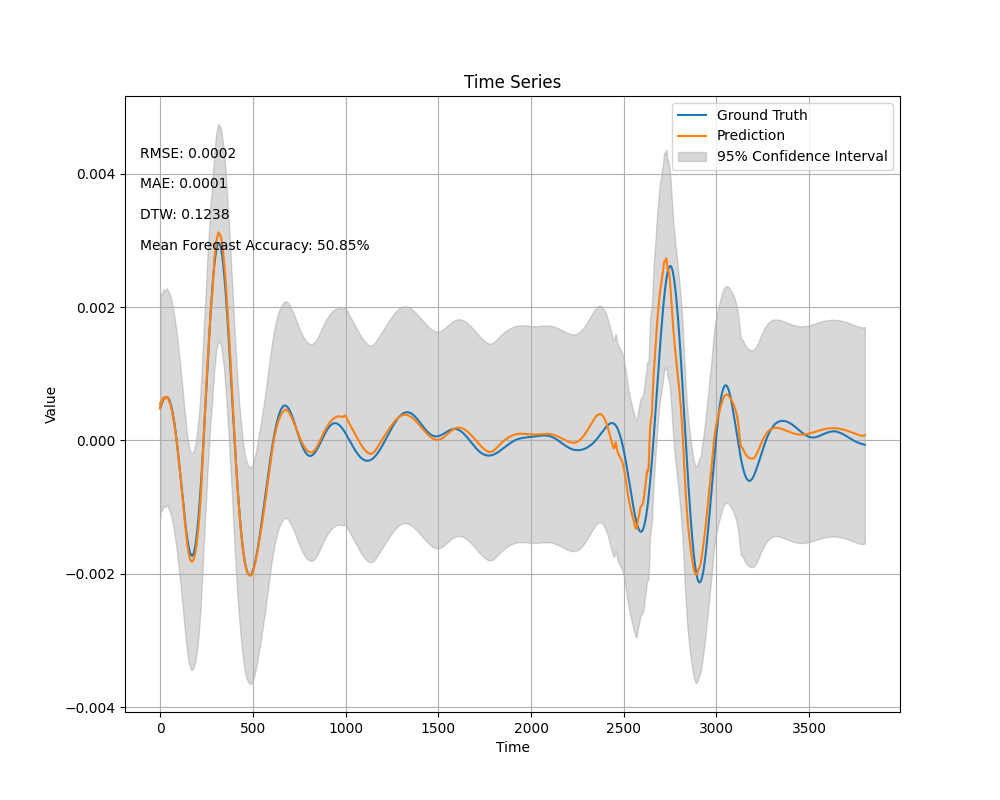 Time Series
Ground Truth
Prediction
95% Confidence Interval
RMSE: 0.0002
MAE: 0.0001
DTW: 0.1238
Mean Forecast Accuracy: 50.85%
0.004
0.002
0.000
−0.002
−0.004
Value
0 500 1000 1500 2000 2500 3000 3500
Time